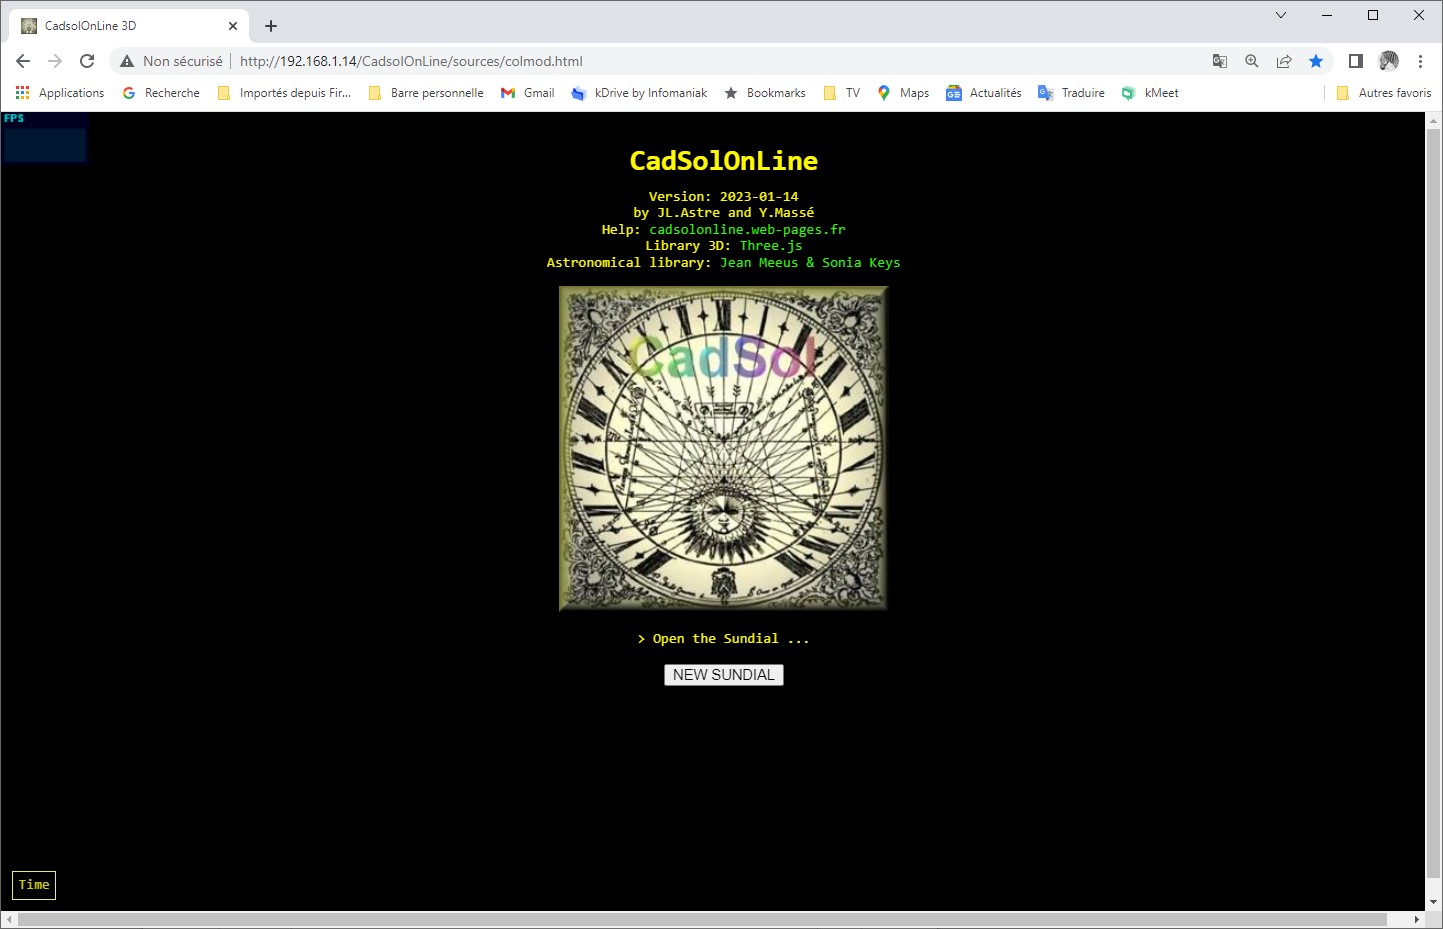 CadsolOnLine 3D
Non sécurisé
http://192.168.1.14/CadsolOnLine/sources/colmod.html
Applications
Recherche
Importés depuis Fir...
Barre personnelle
Gmail
kDrive by Infomaniak
Bookmarks
TV
Maps
Actualités
Traduire
kMeet
Autres favoris
FPS
CadSolOnLine
Version: 2023-01-14
by JL.Astre and Y.Massé
Help: cadsolonline.web-pages.fr
Library 3D: Three.js
Astronomical library: Jean Meeus & Sonia Keys
CadSol
> Open the Sundial ...
NEW SUNDIAL
Time